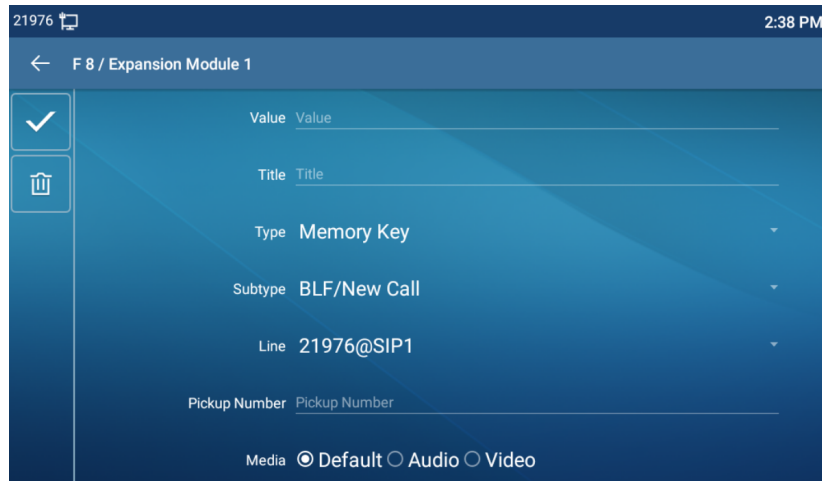 21976 2:38 PM
F 8 / Expansion Module 1
Value Value
Title Title
Type Memory Key
Subtype BLF/New Call
Line 21976@SIP1
Pickup Number Pickup Number
Media Default Audio Video